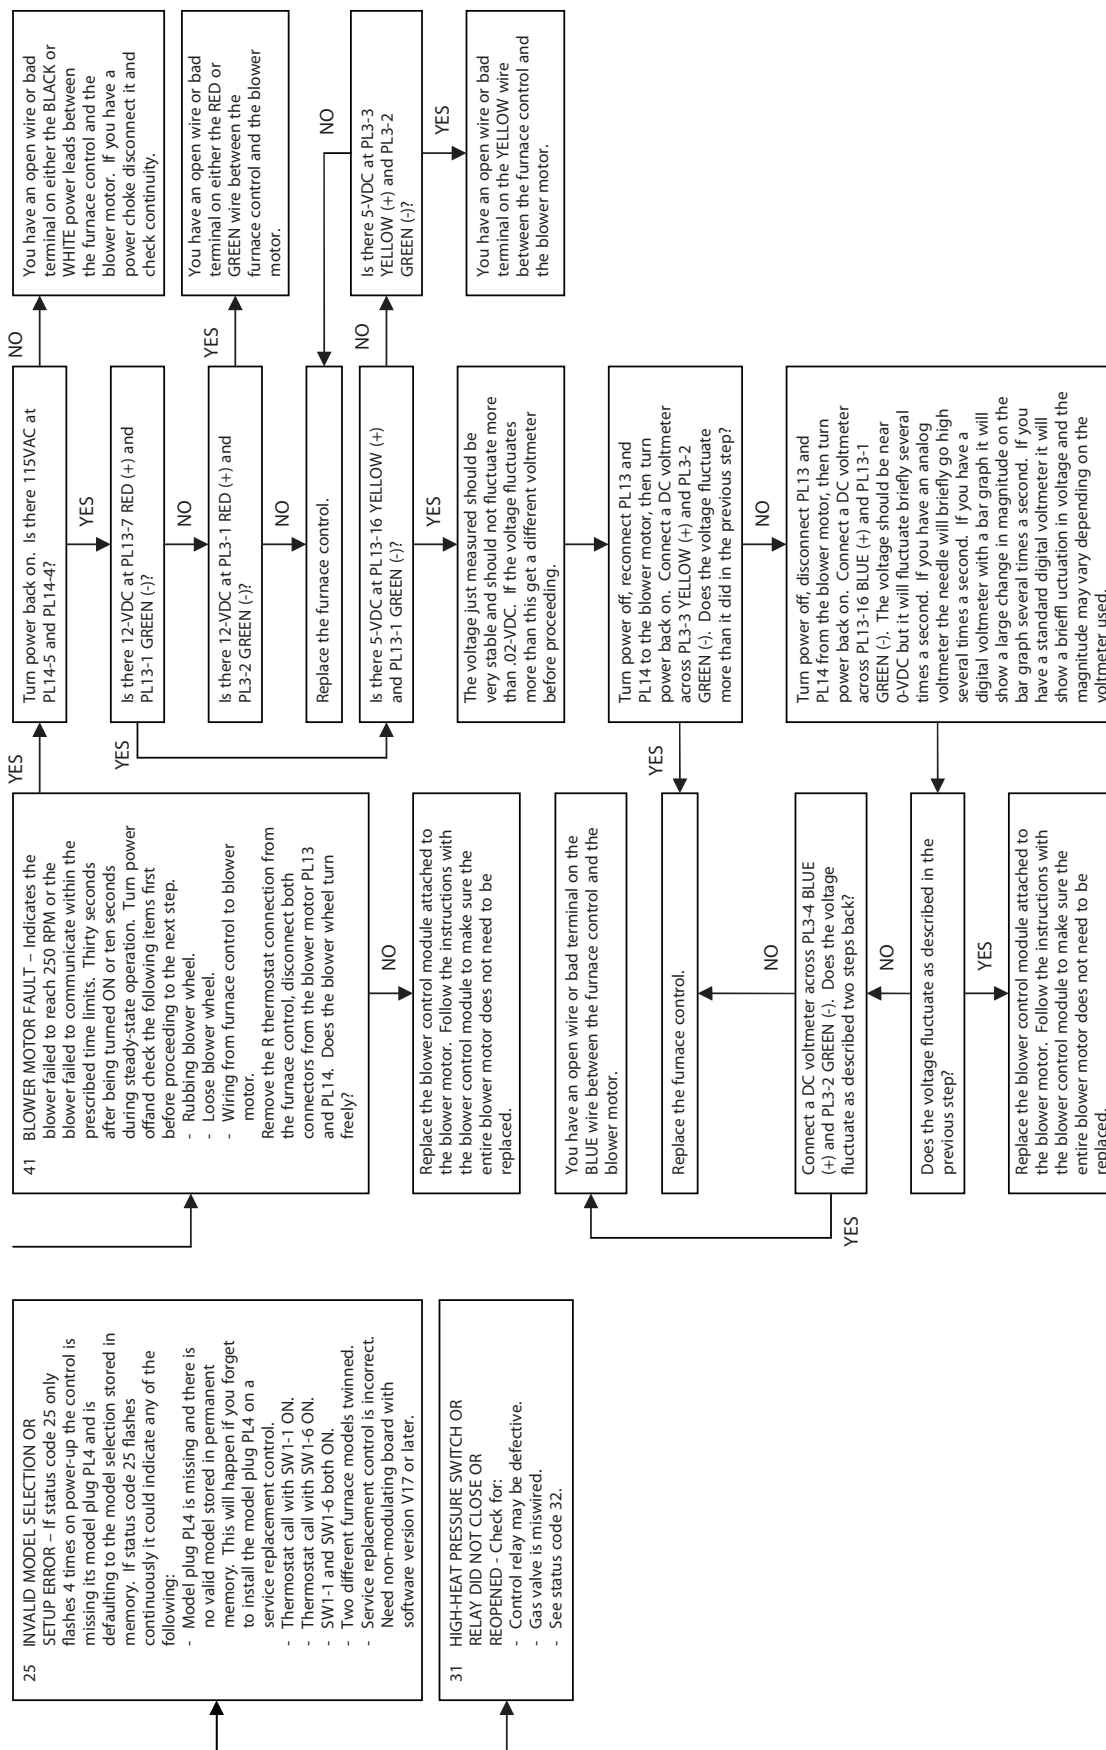 25 INVALID MODEL SELECTION OR
SETUP ERROR – If status code 25 only
flashes 4 times on power-up the control is
missing its model plug PL4 and is
defaulting to the model selection stored in
memory. If status code 25 flashes
continuously it could indicate any of the
following:
- Model plug PL4 is missing and there is
no valid model stored in permanent
memory. This will happen if you forget
to install the model plug PL4 on a
service replacement control.
- Thermostat call with SW1-1 ON.
- Thermostat call with SW1-6 ON.
- SW1-1 and SW1-6 both ON.
- Two different furnace models twinned.
- Service replacement control is incorrect.
Need non-modulating board with
software version V17 or later.
31 HIGH-HEAT PRESSURE SWITCH OR
RELAY DID NOT CLOSE OR
REOPENED - Check for:
- Control relay may be defective.
- Gas valve is miswired.
- See status code 32.
41 BLOWER MOTOR FAULT – Indicates the
blower failed to reach 250 RPM or the
blower failed to communicate within the
prescribed time limits. Thirty seconds
after being turned ON or ten seconds
during steady-state operation. Turn power
offand check the following items first
before proceeding to the next step.
- Rubbing blower wheel.
- Loose blower wheel.
- Wiring from furnace control to blower
motor.
Remove the R thermostat connection from
the furnace control, disconnect both
connectors from the blower motor PL13
and PL14. Does the blower wheel turn
freely?
NO
Replace the blower control module attached to
the blower motor. Follow the instructions with
the blower control module to make sure the
entire blower motor does not need to be
replaced.
YES
Turn power back on. Is there 115VAC at
PL14-5 and PL14-4?
NO
You have an open wire or bad
terminal on either the BLACK or
WHITE power leads between
the furnace control and the
blower motor. If you have a
power choke disconnect it and
check continuity.
YES
Is there 12-VDC at PL13-7 RED (+) and
PL13-1 GREEN (-)?
YES
NO
Is there 12-VDC at PL3-1 RED (+) and
PL3-2 GREEN (-)?
YES
You have an open wire or bad
terminal on either the RED or
GREEN wire between the
furnace control and the blower
motor.
NO
Replace the furnace control.
Is there 5-VDC at PL13-16 YELLOW (+)
and PL13-1 GREEN (-)?
NO
Is there 5-VDC at PL3-3
YELLOW (+) and PL3-2
GREEN (-)?
NO
YES
You have an open wire or bad
terminal on the YELLOW wire
between the furnace control and
the blower motor.
YES
The voltage just measured should be
very stable and should not fluctuate more
than .02-VDC. If the voltage fluctuates
more than this get a different voltmeter
before proceeding.
Turn power off, reconnect PL13 and
PL14 to the blower motor, then turn
power back on. Connect a DC voltmeter
across PL3-3 YELLOW (+) and PL3-2
GREEN (-). Does the voltage fluctuate
more than it did in the previous step?
YES
Replace the furnace control.
NO
Turn power off, disconnect PL13 and
PL14 from the blower motor, then turn
power back on. Connect a DC voltmeter
across PL13-16 BLUE (+) and PL13-1
GREEN (-). The voltage should be near
0-VDC but it will fluctuate briefly several
times a second. If you have an analog
voltmeter the needle will briefly go high
several times a second. If you have a
digital voltmeter with a bar graph it will
show a large change in magnitude on the
bar graph several times a second. If you
have a standard digital voltmeter it will
show a briefl uctuation in voltage and the
magnitude may vary depending on the
voltmeter used.
Does the voltage fluctuate as described in the
previous step?
NO
Connect a DC voltmeter across PL3-4 BLUE
(+) and PL3-2 GREEN (-). Does the voltage
fluctuate as described two steps back?
NO
YES
You have an open wire or bad terminal on the
BLUE wire between the furnace control and the
blower motor.
YES
Replace the blower control module attached to
the blower motor. Follow the instructions with
the blower control module to make sure the
entire blower motor does not need to be
replaced.